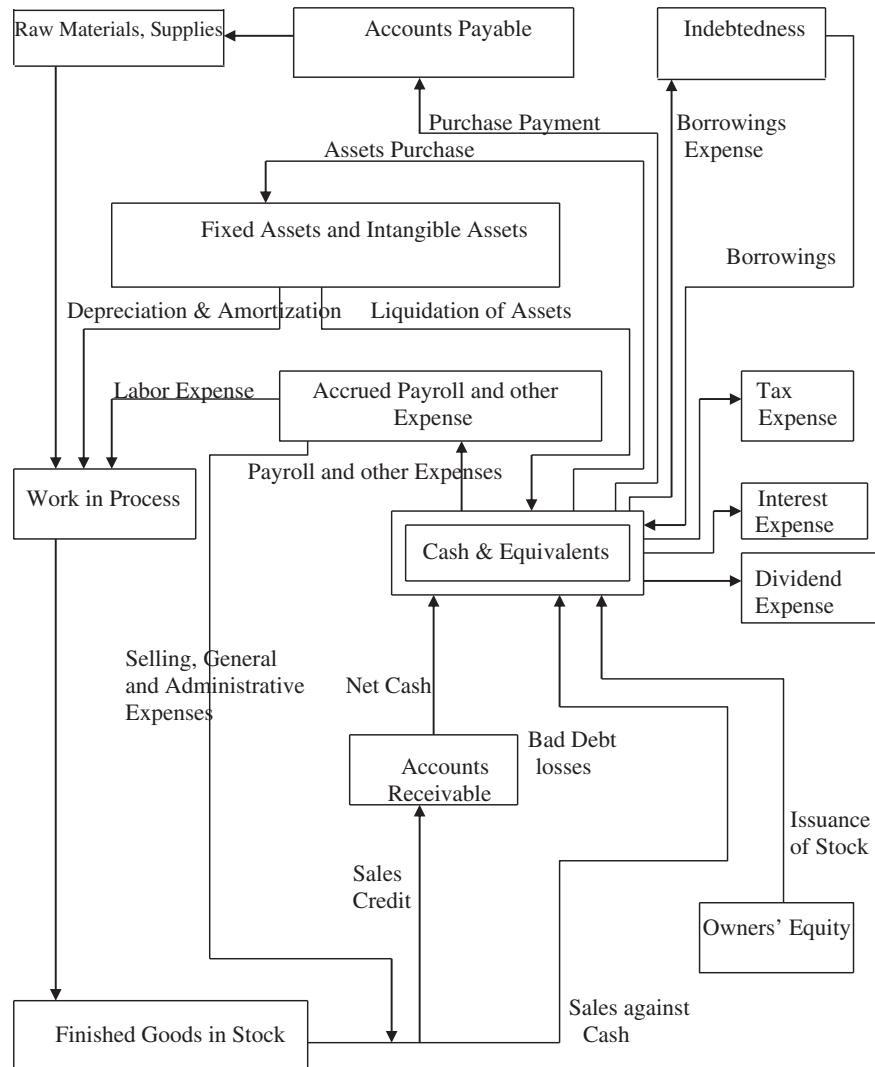 Raw Materials, Supplies
Accounts Payable
Indebtedness
Purchase Payment
Borrowings
Expense
Assets Purchase
Fixed Assets and Intangible Assets
Borrowings
Depreciation & Amortization
Liquidation of Assets
Labor Expense
Accrued Payroll and other
Expense
Tax
Expense
Payroll and other Expenses
Work in Process
Interest
Expense
Cash & Equivalents
Dividend
Expense
Selling, General
and Administrative
Expenses
Net Cash
Bad Debt
losses
Accounts
Receivable
Issuance
of Stock
Sales
Credit
Owners' Equity
Sales against
Cash
Finished Goods in Stock